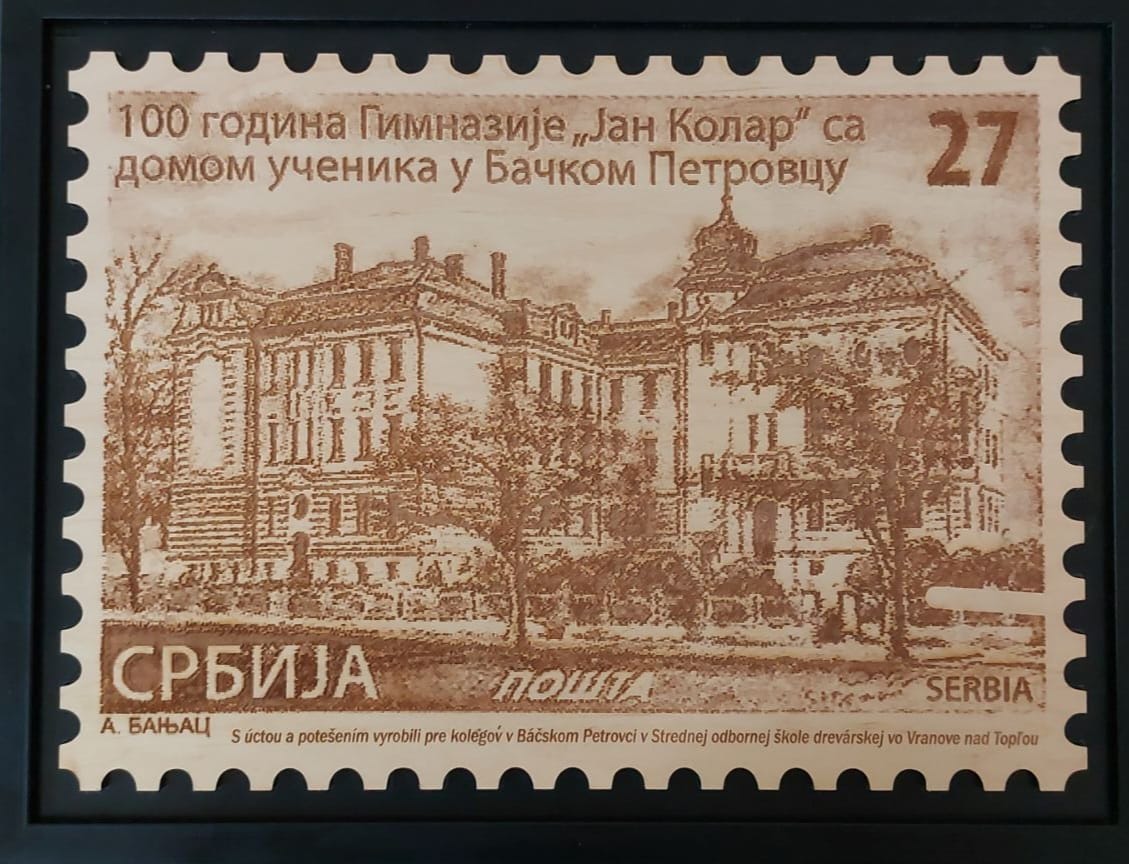 100 година Гимназије „Јан Колар” са
домом ученика у Бачком Петровцу
27
СРБИЈА
ПОШТА
SERBIA
А. БАЊАЦ
S úctou a potešením vyrobili pre kolegov v Báčskom Petrovci v Strednej odbornej škole drevárskej vo Vranove nad Topľou